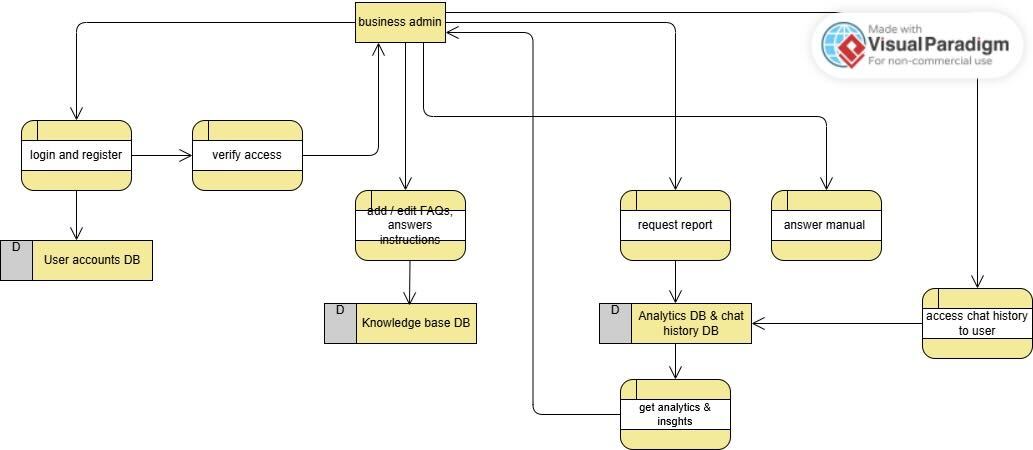 business admin
Made with
VisualParadigm
For non-commercial use
login and register
verify access
add / edit FAQs,
answers
instructions
request report
answer manual
D
User accounts DB
D
Knowledge base DB
D
Analytics DB & chat
history DB
access chat history
to user
get analytics &
insghts